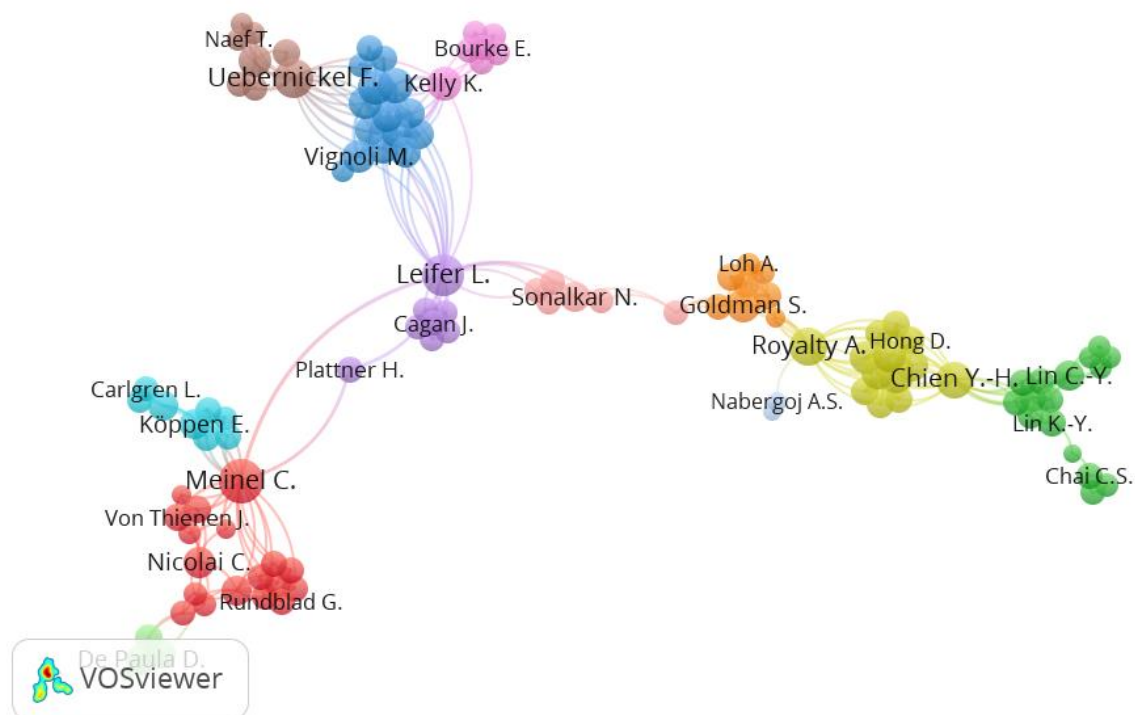 Naef T.
Bourke E.
Uebernickel F.
Kelly K.
Vignoli M.
Leifer L.
Loh A.
Sonalkar N.
Goldman S.
Cagan J.
Royalty A.
Hong D.
Plattner H.
Chien Y.-H.
Lin C.-Y.
Carlgren L.
Nabergoj A.S.
Köppen E.
Lin K.-Y.
Meinel C.
Chai C.S.
Von Thienen J.
Nicolai C.
Rundblad G.
De Paula D.
VOSviewer